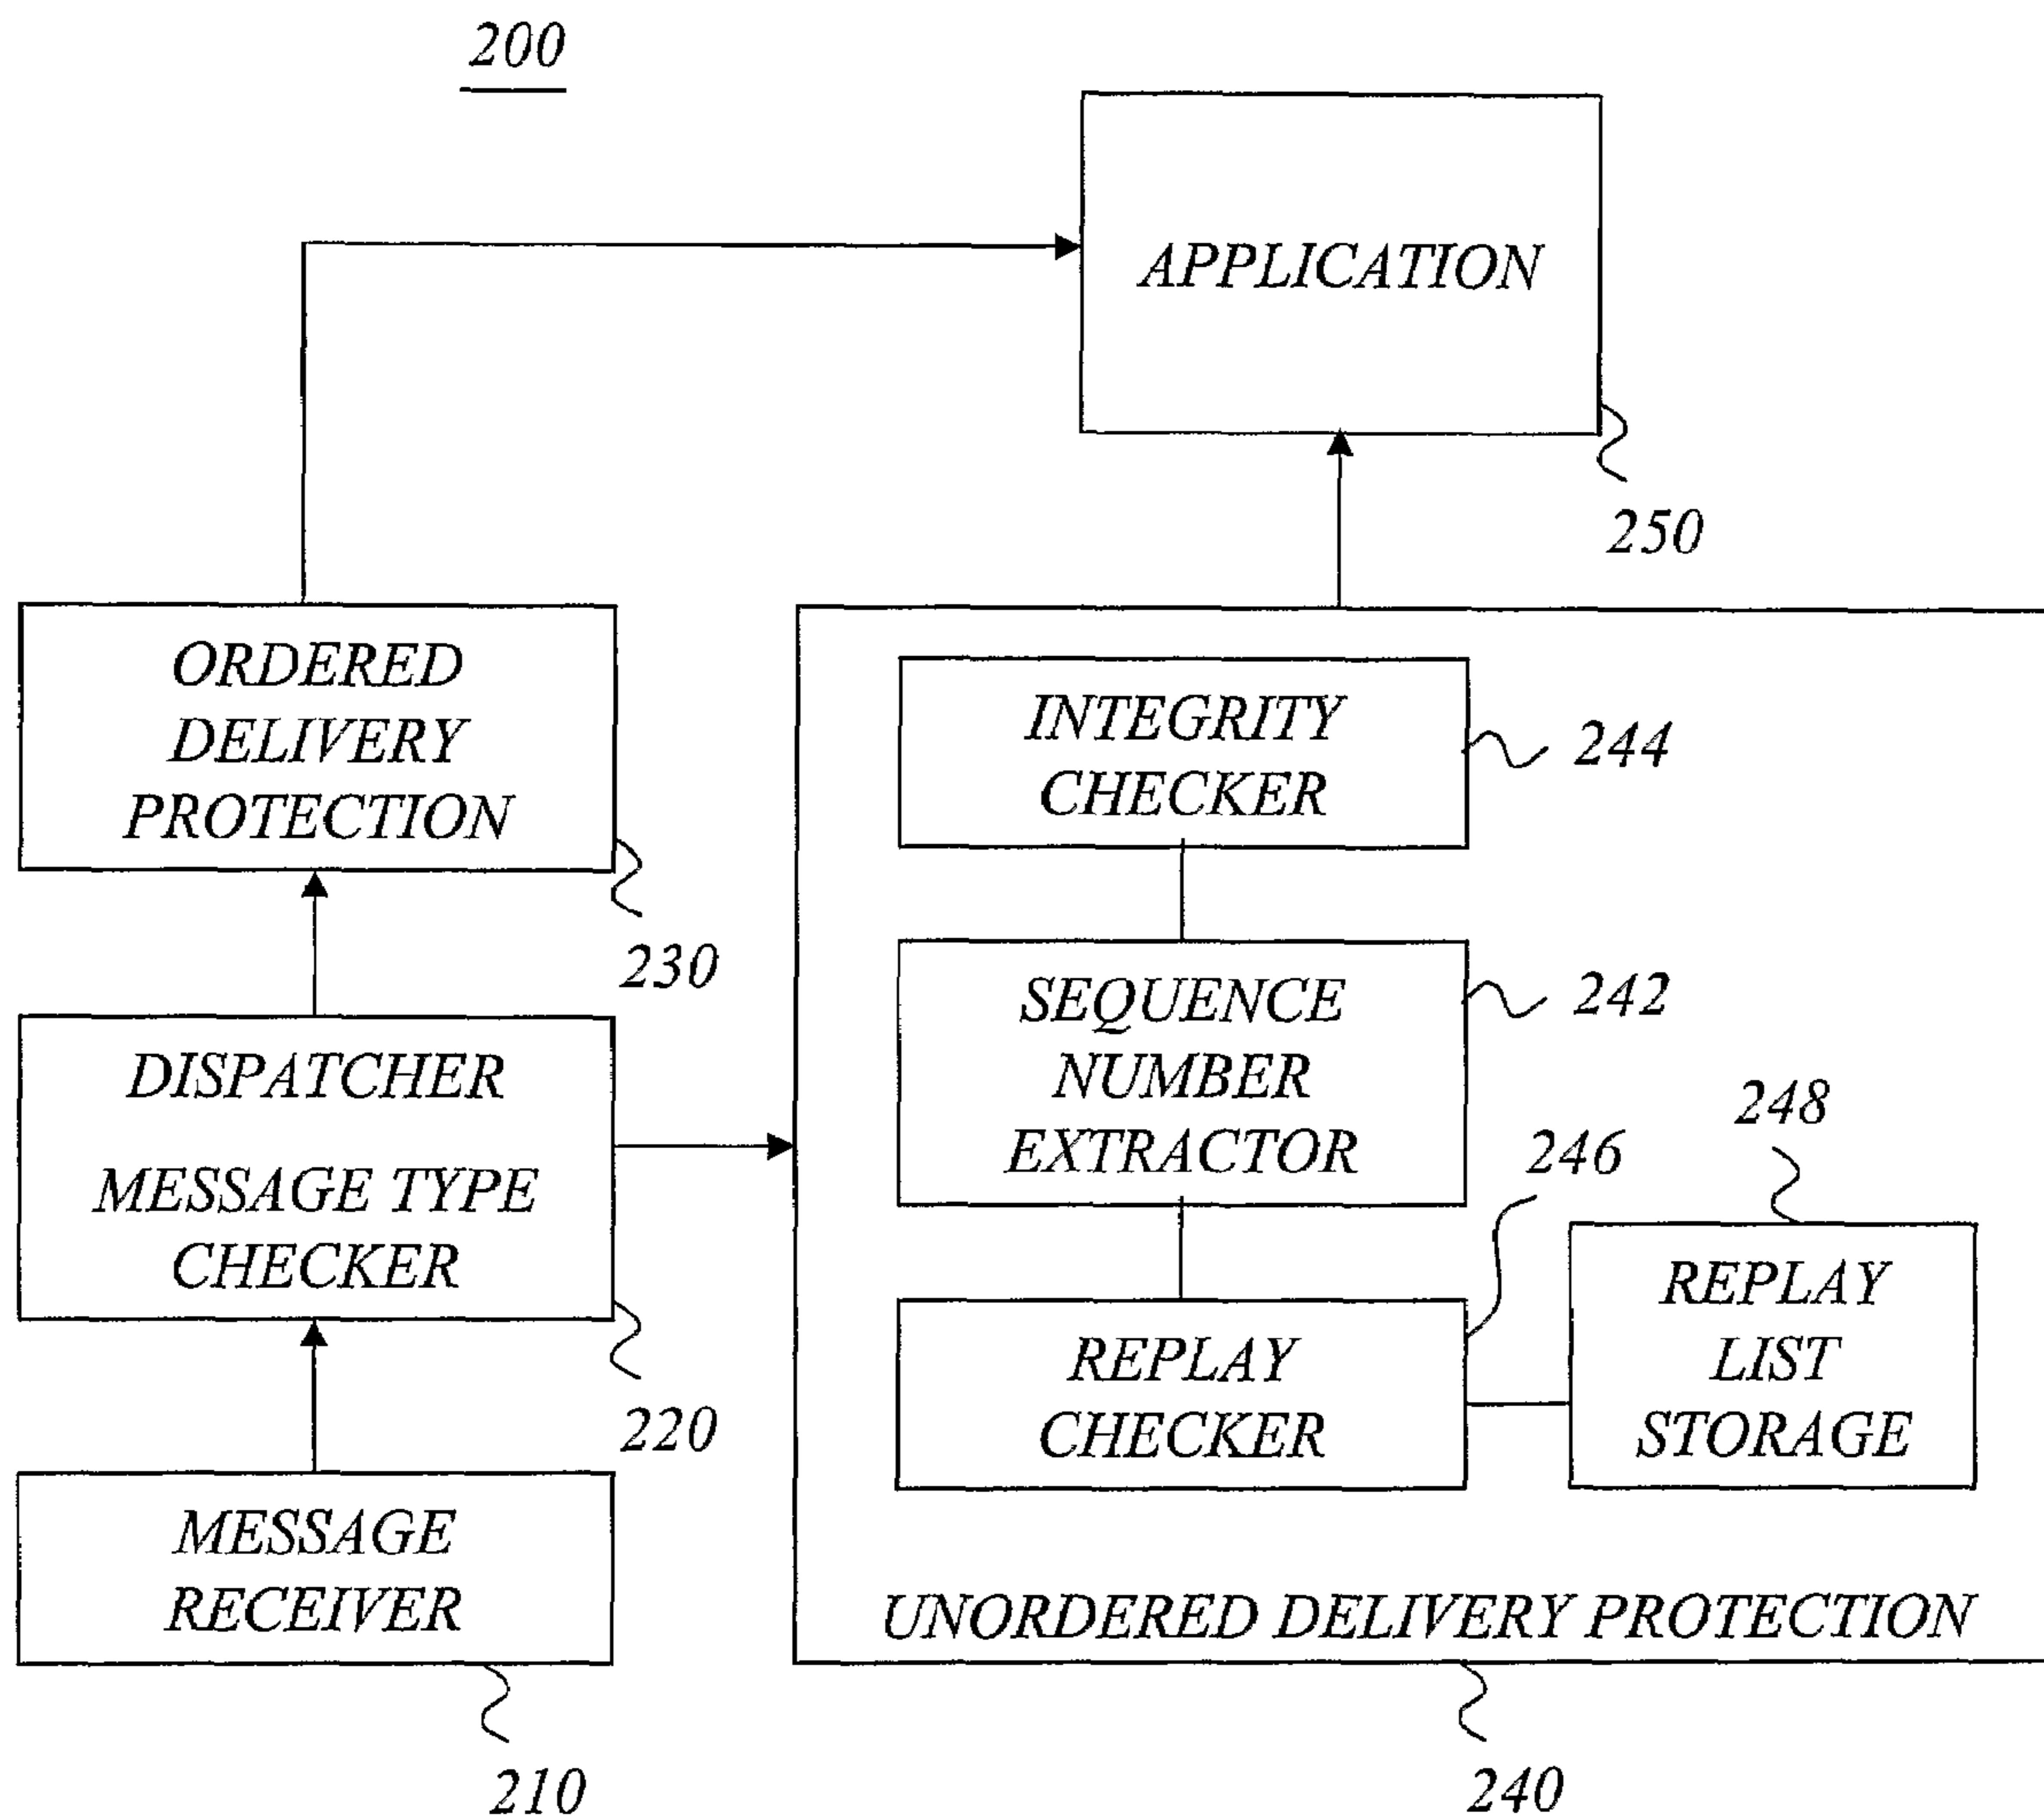 200
APPLICATION
250
ORDERED
DELIVERY
PROTECTION
230
INTEGRITY
CHECKER
244
SEQUENCE
NUMBER
EXTRACTOR
242
DISPATCHER
MESSAGE TYPE
CHECKER
220
246
248
REPLAY
CHECKER
REPLAY
LIST
STORAGE
MESSAGE
RECEIVER
210
UNORDERED DELIVERY PROTECTION
240